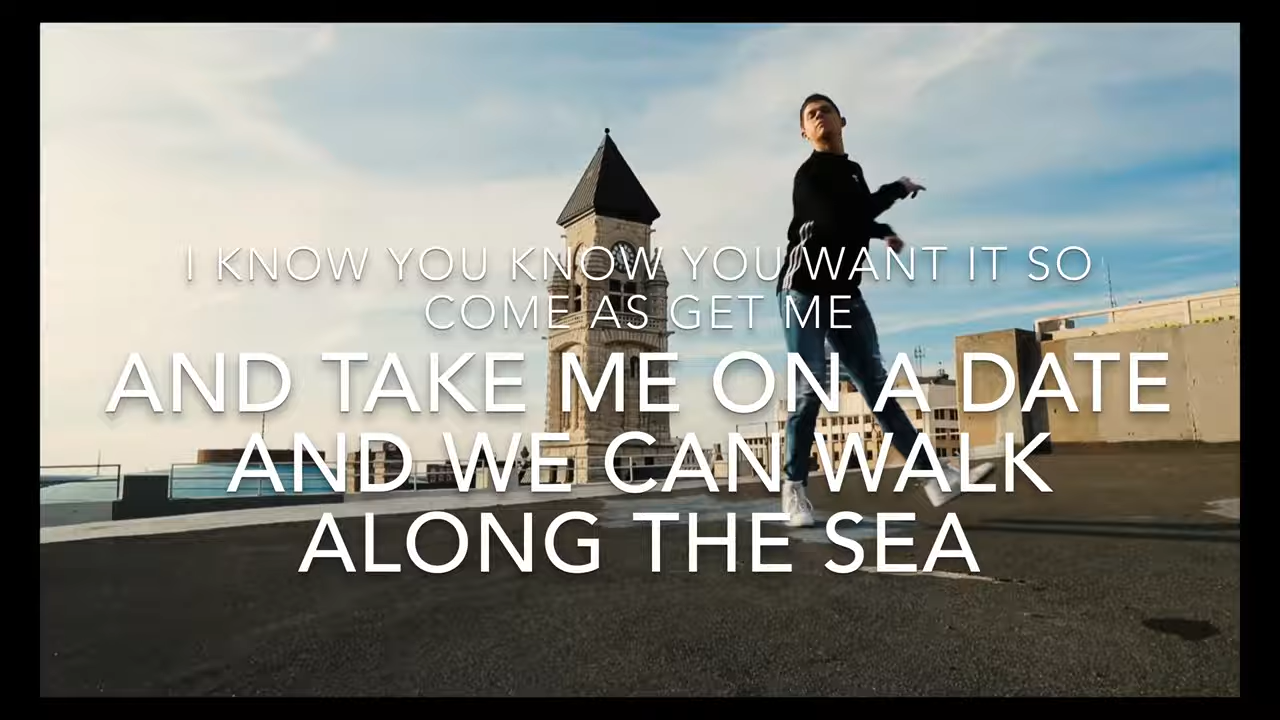 I KNOW YOU KNOW YOU WANT IT SO
COME AS GET ME
AND TAKE ME ON A DATE
AND WE CAN WALK
ALONG THE SEA